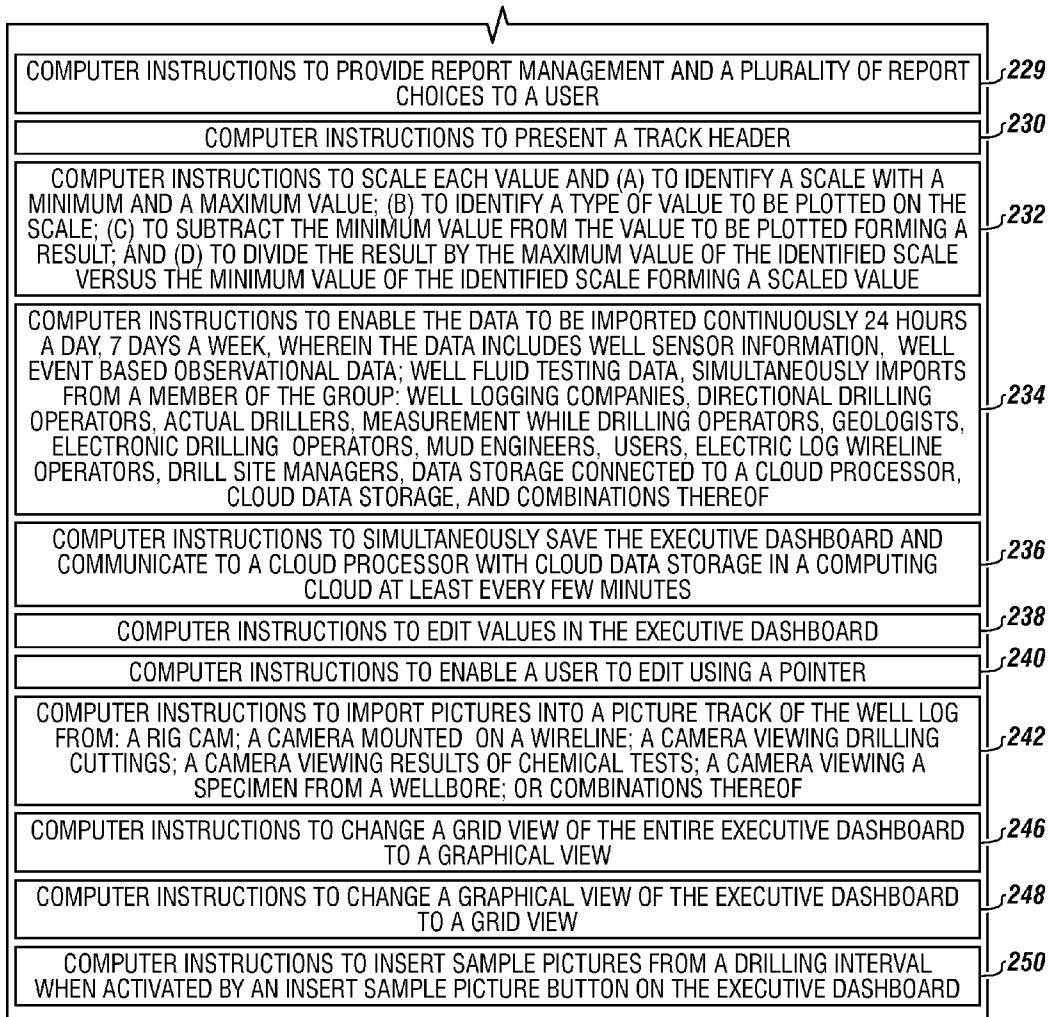 COMPUTER INSTRUCTIONS TO PROVIDE REPORT MANAGEMENT AND A PLURALITY OF REPORT
CHOICES TO A USER
229
COMPUTER INSTRUCTIONS TO PRESENT A TRACK HEADER
230
COMPUTER INSTRUCTIONS TO SCALE EACH VALUE AND (A) TO IDENTIFY A SCALE WITH A
MINIMUM AND A MAXIMUM VALUE; (B) TO IDENTIFY A TYPE OF VALUE TO BE PLOTTED ON THE
SCALE; (C) TO SUBTRACT THE MINIMUM VALUE FROM THE VALUE TO BE PLOTTED FORMING A
RESULT; AND (D) TO DIVIDE THE RESULT BY THE MAXIMUM VALUE OF THE IDENTIFIED SCALE
VERSUS THE MINIMUM VALUE OF THE IDENTIFIED SCALE FORMING A SCALED VALUE
232
COMPUTER INSTRUCTIONS TO ENABLE THE DATA TO BE IMPORTED CONTINUOUSLY 24 HOURS
A DAY, 7 DAYS A WEEK, WHEREIN THE DATA INCLUDES WELL SENSOR INFORMATION, WELL
EVENT BASED OBSERVATIONAL DATA; WELL FLUID TESTING DATA, SIMULTANEOUSLY IMPORTS
FROM A MEMBER OF THE GROUP: WELL LOGGING COMPANIES, DIRECTIONAL DRILLING
OPERATORS, ACTUAL DRILLERS, MEASUREMENT WHILE DRILLING OPERATORS, GEOLOGISTS,
ELECTRONIC DRILLING OPERATORS, MUD ENGINEERS, USERS, ELECTRIC LOG WIRELINE
OPERATORS, DRILL SITE MANAGERS, DATA STORAGE CONNECTED TO A CLOUD PROCESSOR,
CLOUD DATA STORAGE, AND COMBINATIONS THEREOF
234
COMPUTER INSTRUCTIONS TO SIMULTANEOUSLY SAVE THE EXECUTIVE DASHBOARD AND
COMMUNICATE TO A CLOUD PROCESSOR WITH CLOUD DATA STORAGE IN A COMPUTING
CLOUD AT LEAST EVERY FEW MINUTES
236
COMPUTER INSTRUCTIONS TO EDIT VALUES IN THE EXECUTIVE DASHBOARD
238
COMPUTER INSTRUCTIONS TO ENABLE A USER TO EDIT USING A POINTER
240
COMPUTER INSTRUCTIONS TO IMPORT PICTURES INTO A PICTURE TRACK OF THE WELL LOG
FROM: A RIG CAM; A CAMERA MOUNTED ON A WIRELINE; A CAMERA VIEWING DRILLING
CUTTINGS; A CAMERA VIEWING RESULTS OF CHEMICAL TESTS; A CAMERA VIEWING A
SPECIMEN FROM A WELLBORE; OR COMBINATIONS THEREOF
242
COMPUTER INSTRUCTIONS TO CHANGE A GRID VIEW OF THE ENTIRE EXECUTIVE DASHBOARD
TO A GRAPHICAL VIEW
246
COMPUTER INSTRUCTIONS TO CHANGE A GRAPHICAL VIEW OF THE EXECUTIVE DASHBOARD
TO A GRID VIEW
248
COMPUTER INSTRUCTIONS TO INSERT SAMPLE PICTURES FROM A DRILLING INTERVAL
WHEN ACTIVATED BY AN INSERT SAMPLE PICTURE BUTTON ON THE EXECUTIVE DASHBOARD
250